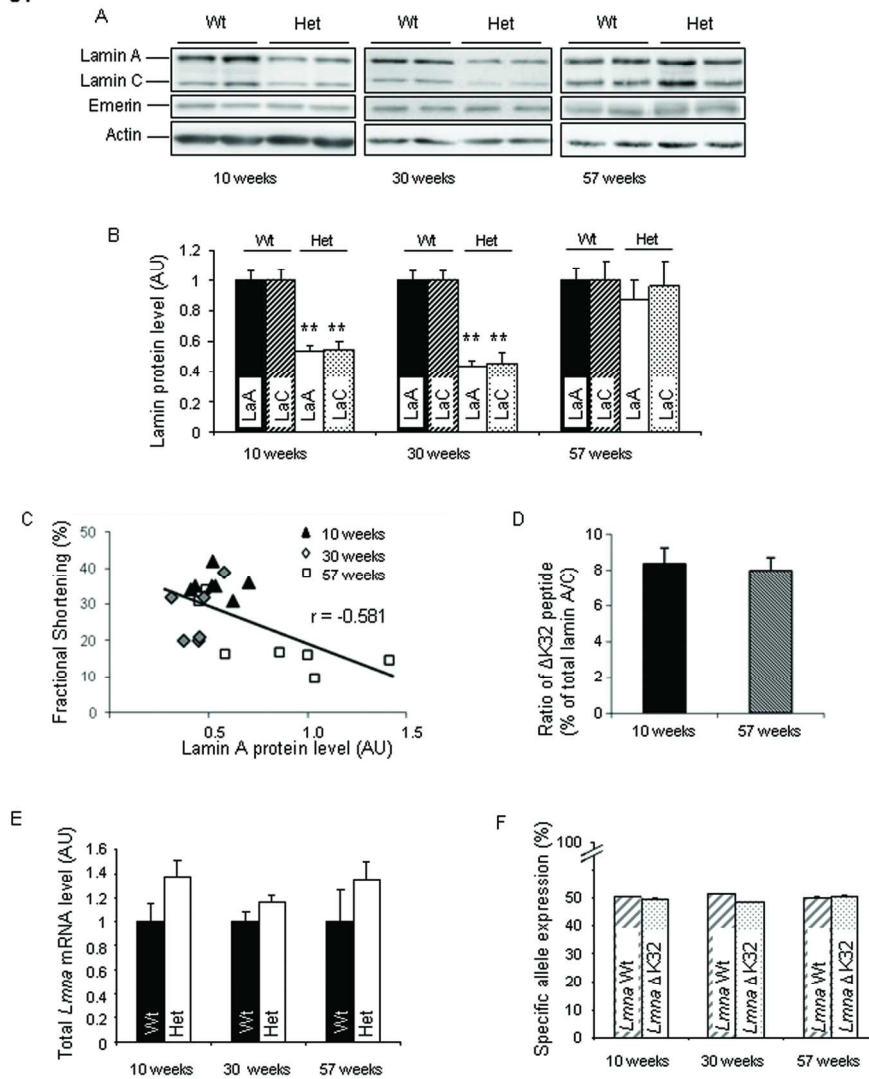 A
Wt Het Wt Het Wt Het
Lamin A
Lamin C
Emerin
Actin
10 weeks 30 weeks 57 weeks
B
Lamin protein level (AU)
1.2
1
0.8
0.6
0.4
0.2
0
Wt Het Wt Het Wt Het
** ** ** **
LaA LaC LaA LaC LaA LaC LaA LaC LaA LaC LaA LaC
10 weeks 30 weeks 57 weeks
C
Fractional Shortening (%)
50
40
30
20
10
0
10 weeks
30 weeks
57 weeks
r = -0.581
0.5 1.0 1.5
Lamin A protein level (AU)
D
Ratio of ΔK32 peptide
(% of total lamin A/C)
10
8
6
4
2
0
10 weeks 57 weeks
E
Total Lmna mRNA level (AU)
1.6
1.4
1.2
1
0.8
0.6
0.4
0.2
0
Wt Het Wt Het Wt Het
10 weeks 30 weeks 57 weeks
F
Specific allele expression (%)
100
50
40
30
20
10
0
Lmna Wt Lmna ΔK32 Lmna Wt Lmna ΔK32 Lmna Wt Lmna ΔK32
10 weeks 30 weeks 57 weeks